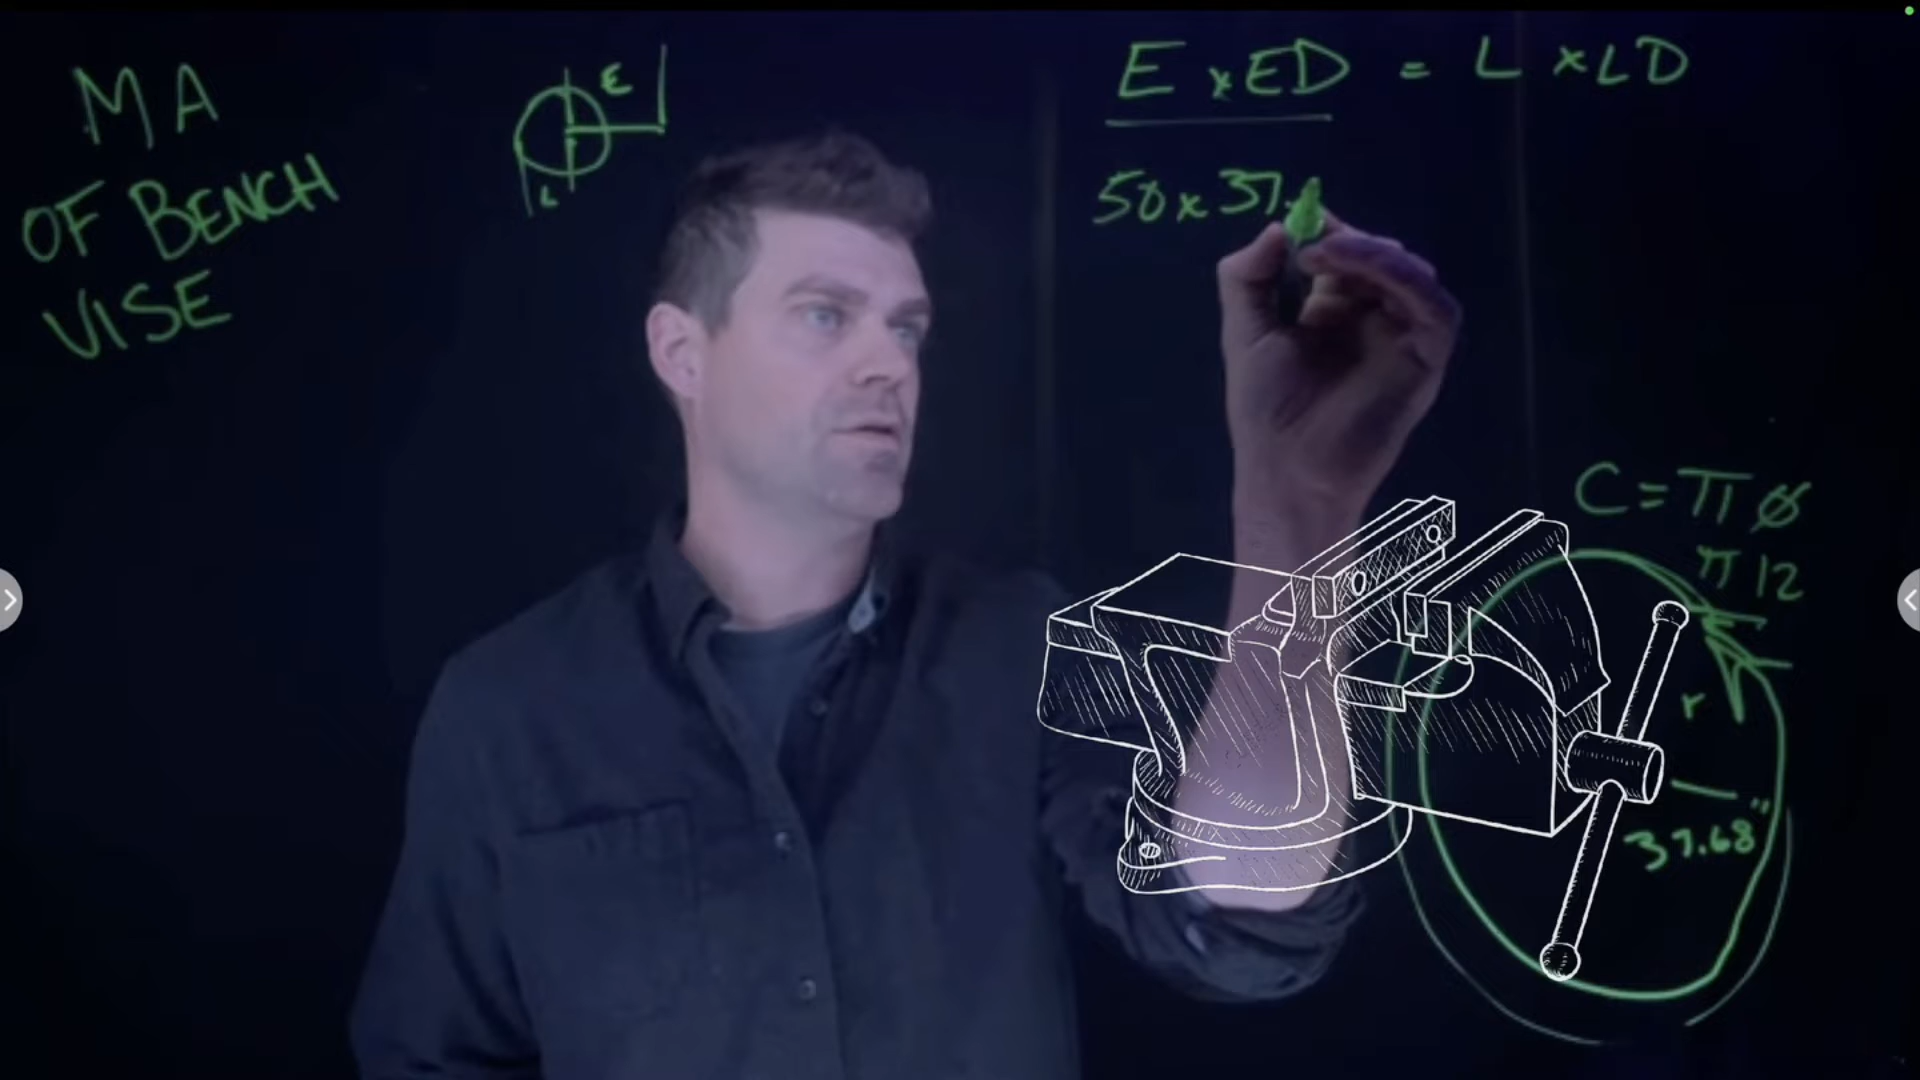 MA
OF BENCH
VISE
E
L
E x ED = L x LD
50 x 37.
C = π ø
π 12
r
37.68"